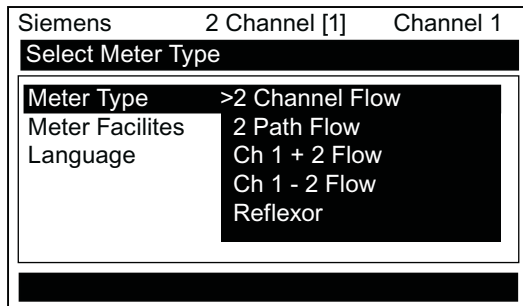 Siemens 2 Channel [1] Channel 1
Select Meter Type
Meter Type >2 Channel Flow
Meter Facilites 2 Path Flow
Language Ch 1 + 2 Flow
Ch 1 - 2 Flow
Reflexor